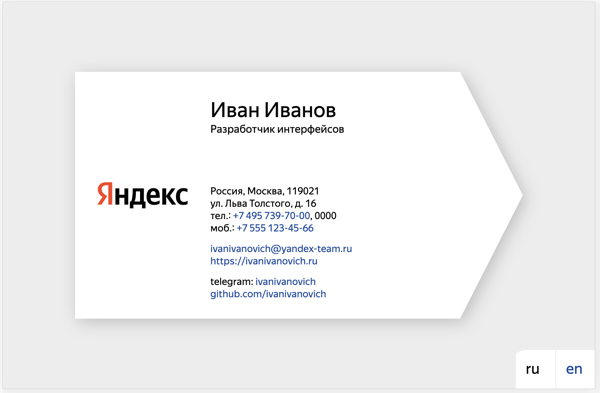 Иван Иванов
Разработчик интерфейсов
Яндекс
Россия, Москва, 119021
ул. Льва Толстого, д. 16
тел.: +7 495 739-70-00, 0000
моб.: +7 555 123-45-66
ivanivanovich@yandex-team.ru
https://ivanivanovich.ru
telegram: ivanivanovich
github.com/ivanivanovich
ru en